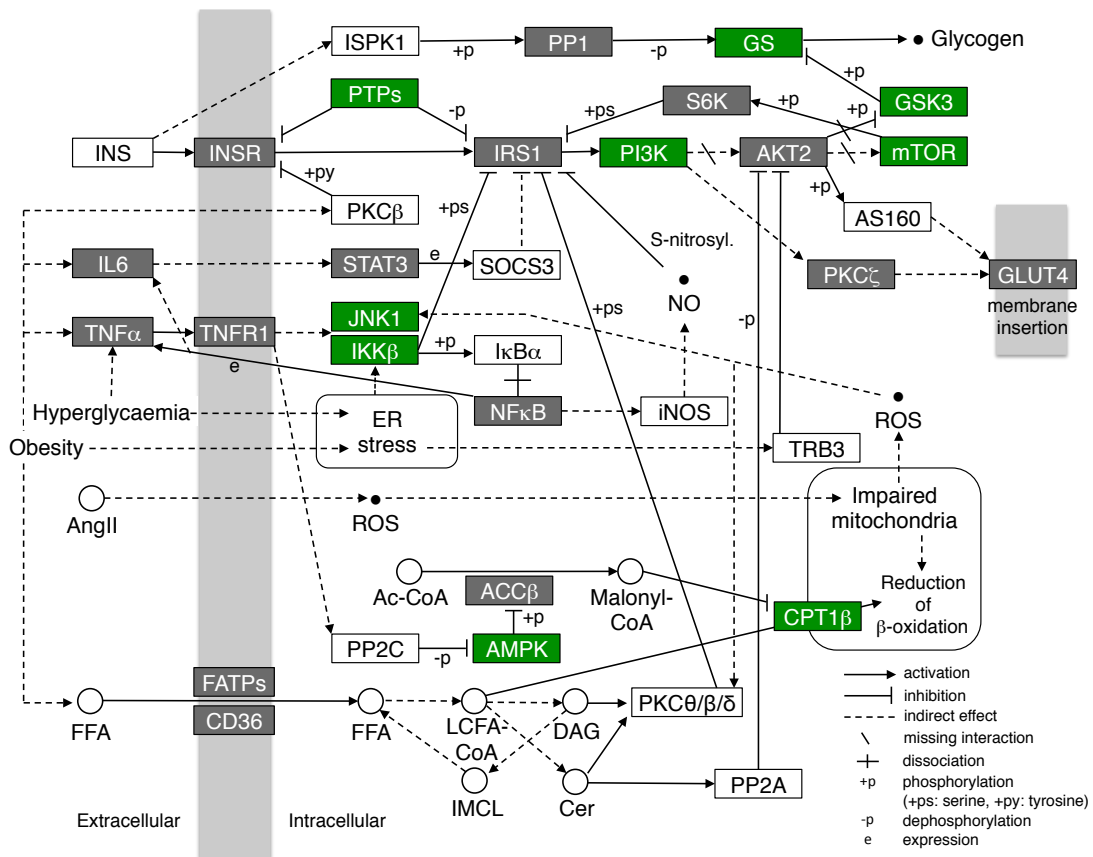 ISPK1
+p
PP1
-p
GS
Glycogen
PTPs
-p
+ps
S6K
+p
+p
+p
GSK3
INS
INSR
IRS1
PI3K
AKT2
mTOR
+py
PKCβ
+ps
+p
AS160
S-nitrosyl.
IL6
STAT3
e
SOCS3
NO
PKCζ
GLUT4
membrane
insertion
TNFα
TNFR1
JNK1
IKKβ
+p
IκBα
+ps
-p
e
Hyperglycaemia
ER
stress
NFκB
iNOS
ROS
Obesity
TRB3
AngII
ROS
Impaired
mitochondria
Ac-CoA
ACCβ
Malonyl-
CoA
Reduction
of
β-oxidation
CPT1β
+p
PP2C
-p
AMPK
FATPs
CD36
FFA
FFA
LCFA-
CoA
DAG
PKCθ/β/δ
IMCL
Cer
PP2A
Extracellular
Intracellular
activation
inhibition
indirect effect
missing interaction
dissociation
+p phosphorylation
(+ps: serine, +py: tyrosine)
-p dephosphorylation
e expression